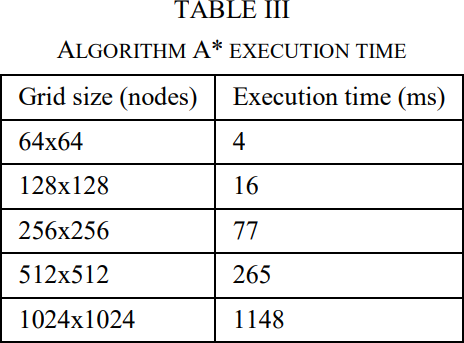 TABLE III
ALGORITHM A* EXECUTION TIME
Grid size (nodes) Execution time (ms)
64x64 4
128x128 16
256x256 77
512x512 265
1024x1024 1148